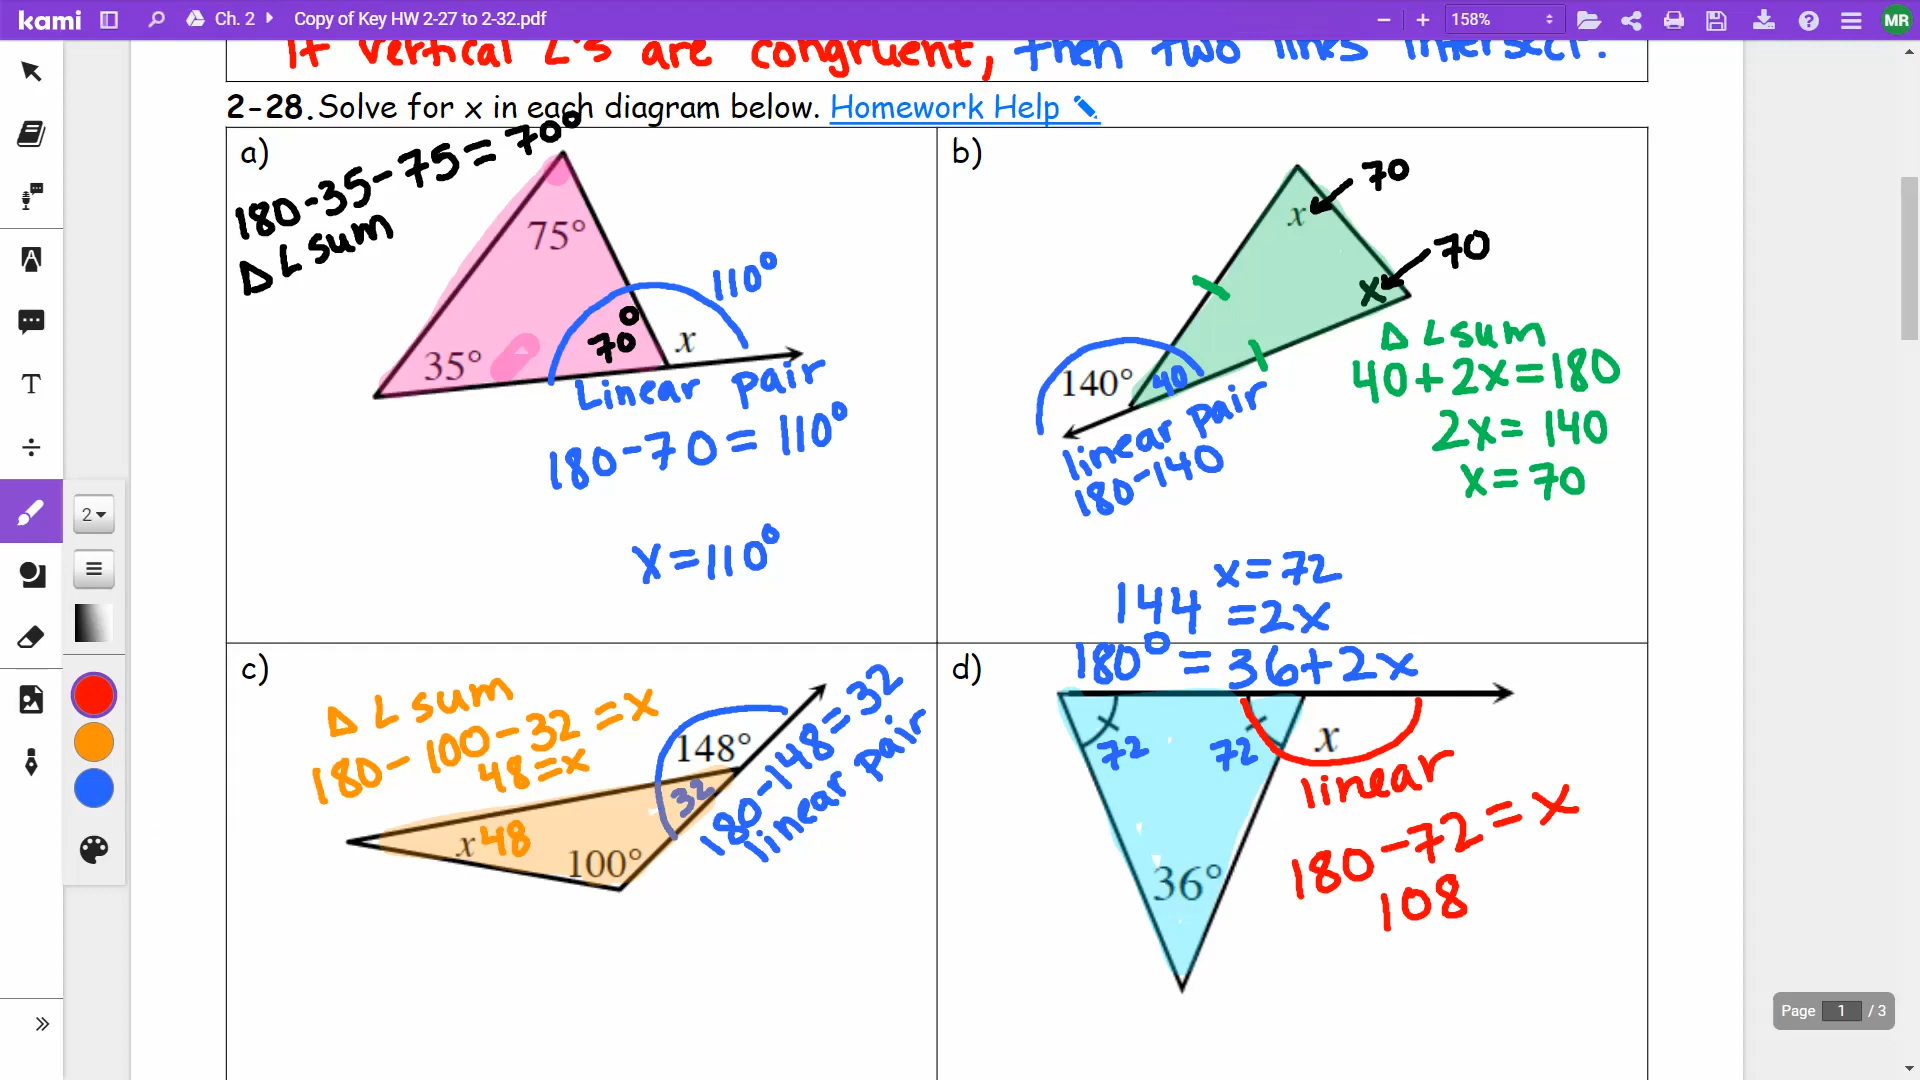 kami Ch. 2 Copy of Key HW 2-27 to 2-32.pdf 158% MR
If vertical ∠'s are congruent, then two lines intersect.
2-28. Solve for x in each diagram below. Homework Help
a)
180-35-75=70°
Δ∠ sum
75°
110°
35°
70°
x
Linear pair
180-70=110°
x=110°
b)
70
x
70
x
140°
40
linear pair
180-140
Δ∠ sum
40+2x=180
2x=140
x=70
c)
Δ∠ sum
180-100-32=x
48=x
148°
32
x 48
100°
180-148=32
linear pair
d)
x=72
144 =2x
180°=36+2x
72
72
x
36°
linear
180-72=x
108
2
T
Page 1 / 3